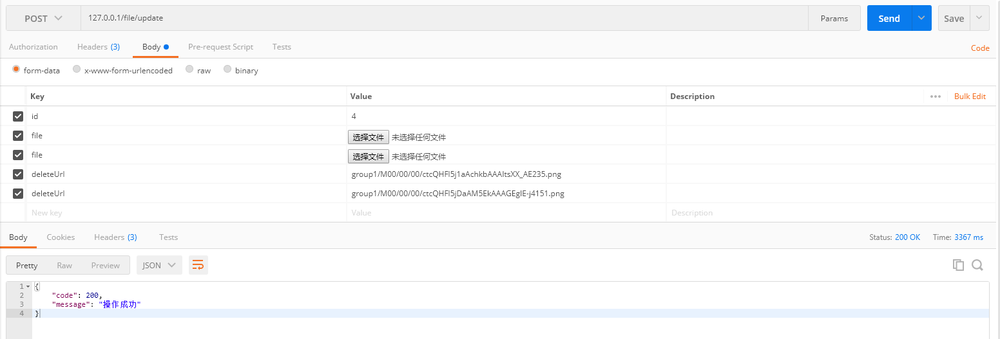 POST 127.0.0.1/file/update Params Send Save
Authorization Headers (3) Body Pre-request Script Tests Code
form-data x-www-form-urlencoded raw binary
Key Value Description ••• Bulk Edit
id 4
file 选择文件 未选择任何文件
file 选择文件 未选择任何文件
deleteUrl group1/M00/00/00/ctcQHFl5j1aAchkbAAAltsXX_AE235.png
deleteUrl group1/M00/00/00/ctcQHFl5jDaAM5EkAAAGEglE-j4151.png
New key Value Description
Body Cookies Headers (3) Tests Status: 200 OK Time: 3367 ms
Pretty Raw Preview JSON
1 {
2 "code": 200,
3 "message": "操作成功"
4 }